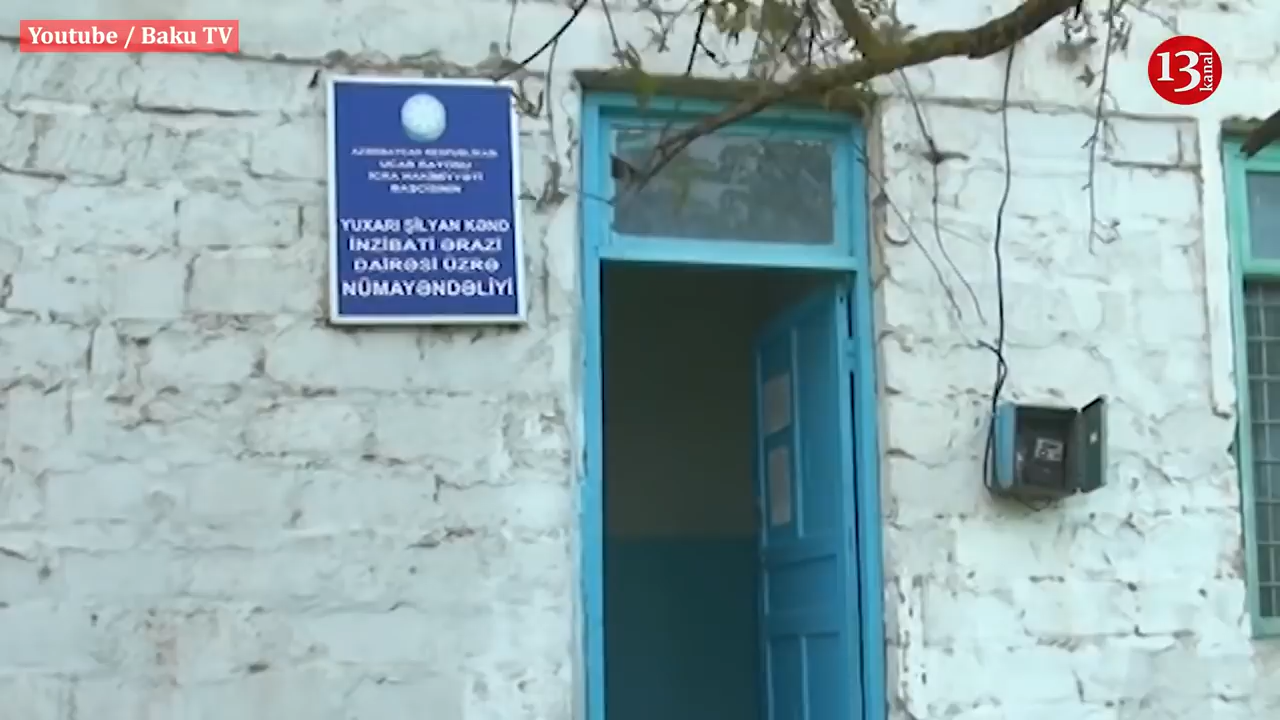 Youtube / Baku TV
13 kanal
AZƏRBAYCAN RESPUBLİKASI
UCAR RAYONU
İCRA HAKİMİYYƏTİ
BAŞÇISININ
YUXARI ŞİLYAN KƏND
İNZİBATİ ƏRAZİ
DAİRƏSİ ÜZRƏ
NÜMAYƏNDƏLİYİ